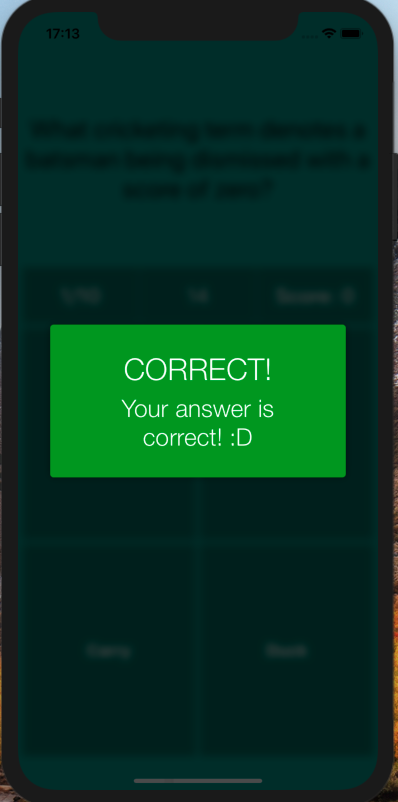 17:13
What cricketing term denotes a
batsman being dismissed with a
score of zero?
1/10 14 Score: 0
CORRECT!
Your answer is
correct! :D
Duck